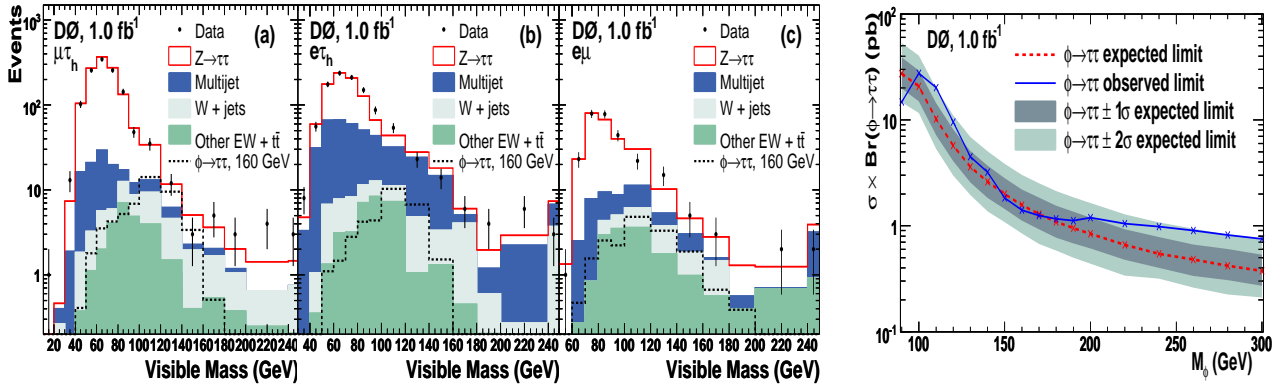 Events
10³
10²
10
1
DØ, 1.0 fb⁻¹
μτₕ
(a)
Data
Z→ττ
Multijet
W + jets
Other EW + tt̄
ϕ→ττ, 160 GeV
20 40 60 80 100 120 140 160 180 200 220 240
Visible Mass (GeV)
DØ, 1.0 fb⁻¹
eτₕ
(b)
Data
Z→ττ
Multijet
W + jets
Other EW + tt̄
ϕ→ττ, 160 GeV
40 60 80 100 120 140 160 180 200 220 240
Visible Mass (GeV)
DØ, 1.0 fb⁻¹
eμ
(c)
Data
Z→ττ
Multijet
W + jets
Other EW + tt̄
ϕ→ττ, 160 GeV
60 80 100 120 140 160 180 200 220 240
Visible Mass (GeV)
σ × Br(ϕ→ττ) (pb)
10²
10
1
10⁻¹
DØ, 1.0 fb⁻¹
ϕ→ττ expected limit
ϕ→ττ observed limit
ϕ→ττ ± 1σ expected limit
ϕ→ττ ± 2σ expected limit
100 150 200 250 300
M_ϕ (GeV)